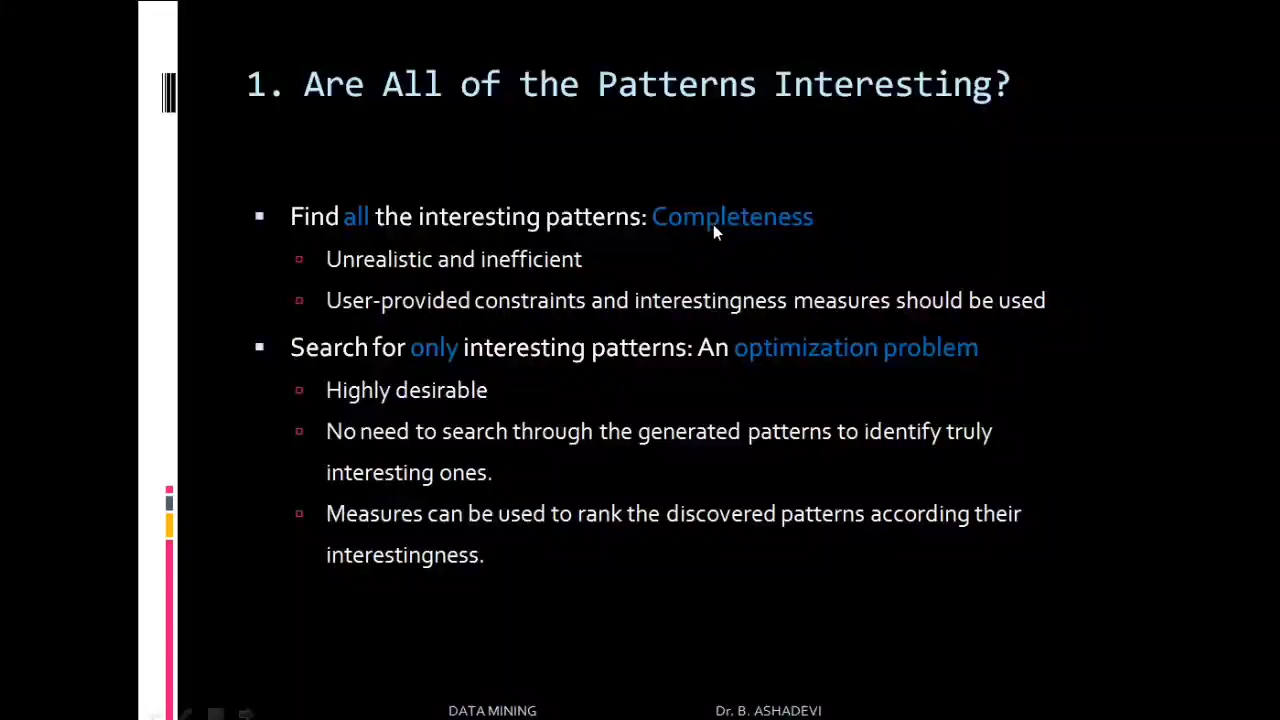 1. Are All of the Patterns Interesting?
Find all the interesting patterns: Completeness
Unrealistic and inefficient
User-provided constraints and interestingness measures should be used
Search for only interesting patterns: An optimization problem
Highly desirable
No need to search through the generated patterns to identify truly
interesting ones.
Measures can be used to rank the discovered patterns according their
interestingness.
DATA MINING
Dr. B. ASHADEVI